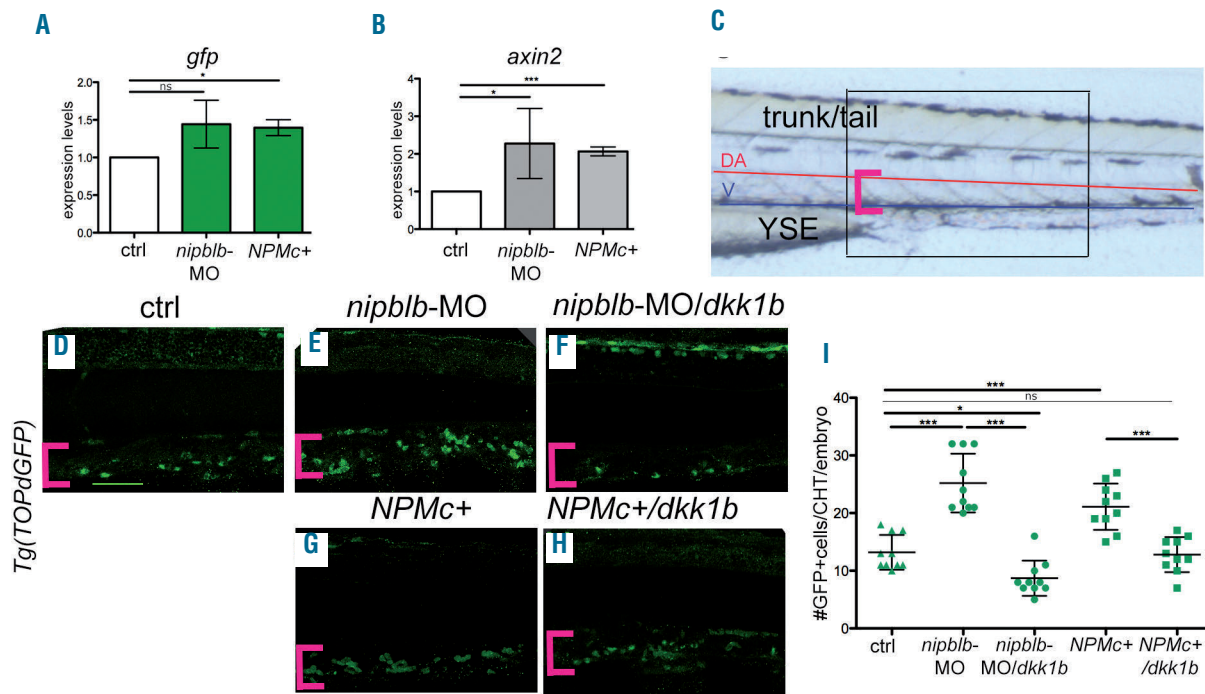 A
gfp
*
ns
expression levels
2.0
1.5
1.0
0.5
0.0
ctrl
nipblb-
MO
NPMc+
B
axin2
***
*
expression levels
4
3
2
1
0
ctrl
nipblb-
MO
NPMc+
C
trunk/tail
DA
V
YSE
Tg(TOPdGFP)
ctrl
D
nipblb-MO
E
nipblb-MO/dkk1b
F
NPMc+
G
NPMc+/dkk1b
H
I
***
ns
*
***
***
***
#GFP+cells/CHT/embryo
40
30
20
10
0
ctrl
nipblb-
MO
nipblb-
MO/dkk1b
NPMc+
NPMc+
/dkk1b